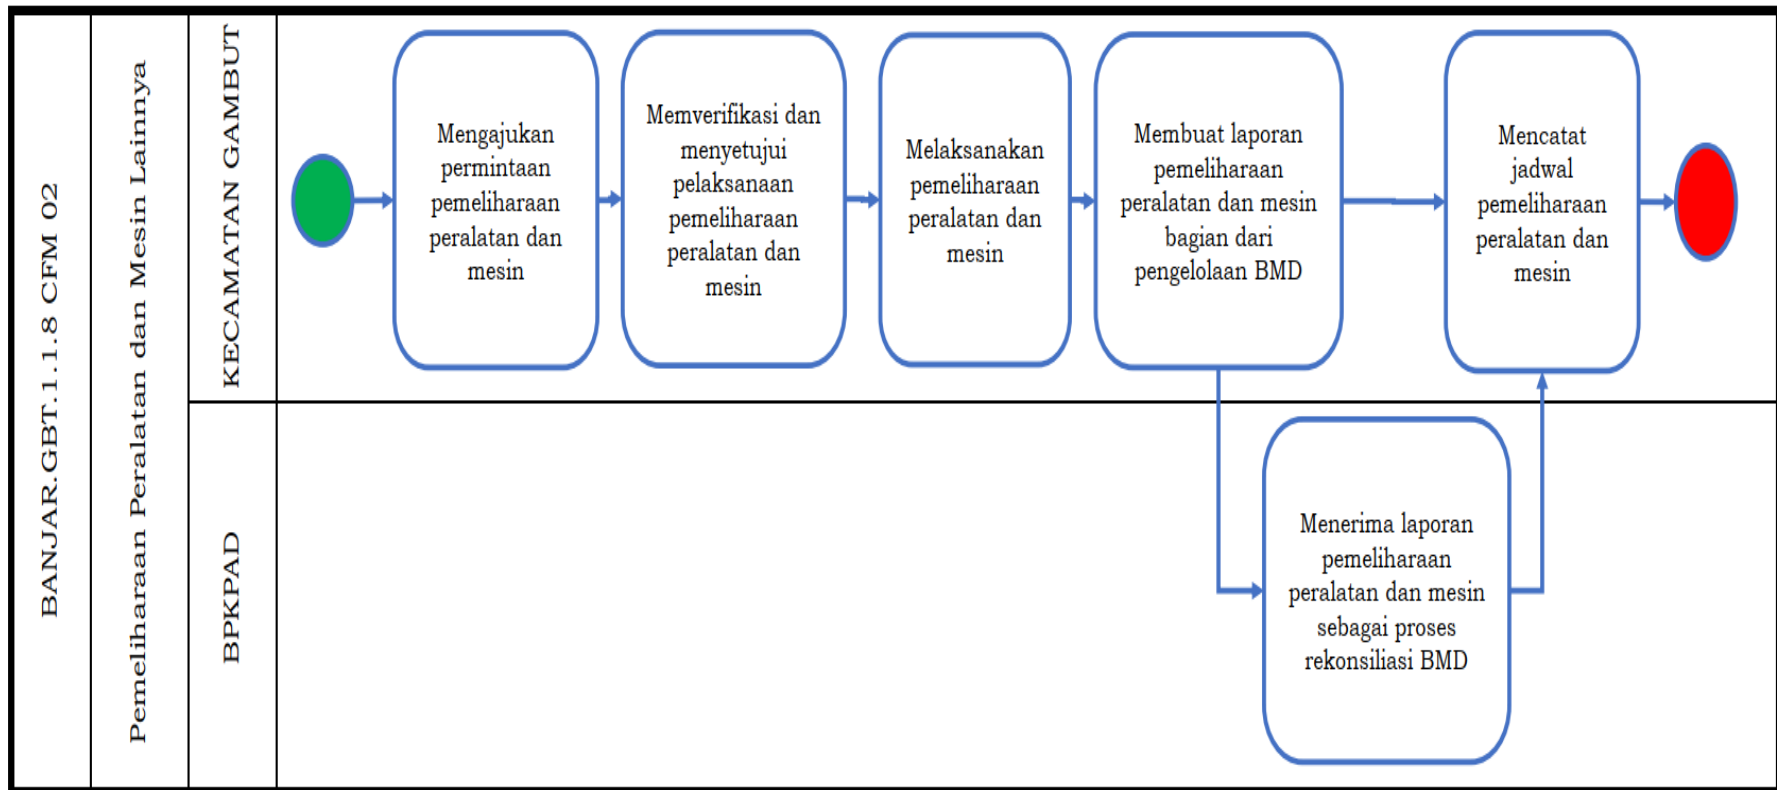 BANJAR.GBT.1.1.8 CFM 02
Pemeliharaan Peralatan dan Mesin Lainnya
KECAMATAN GAMBUT
Mengajukan
permintaan
pemeliharaan
peralatan dan
mesin
Memverifikasi dan
menyetujui
pelaksanaan
pemeliharaan
peralatan dan
mesin
Melaksanakan
pemeliharaan
peralatan dan
mesin
Membuat laporan
pemeliharaan
peralatan dan mesin
bagian dari
pengelolaan BMD
Mencatat
jadwal
pemeliharaan
peralatan dan
mesin
BPKPAD
Menerima laporan
pemeliharaan
peralatan dan mesin
sebagai proses
rekonsiliasi BMD